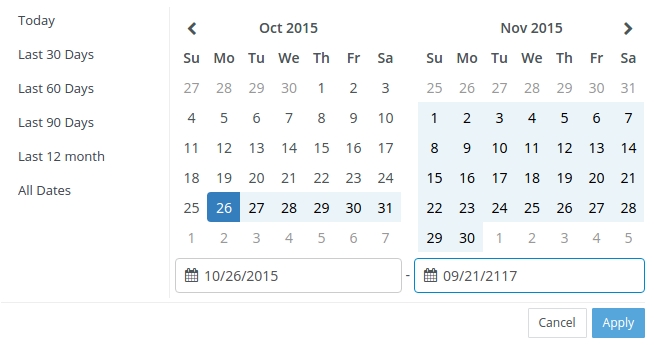 Today
Last 30 Days
Last 60 Days
Last 90 Days
Last 12 month
All Dates
Oct 2015
Su Mo Tu We Th Fr Sa
27 28 29 30 1 2 3
4 5 6 7 8 9 10
11 12 13 14 15 16 17
18 19 20 21 22 23 24
25 26 27 28 29 30 31
1 2 3 4 5 6 7
10/26/2015
-
Nov 2015
Su Mo Tu We Th Fr Sa
25 26 27 28 29 30 31
1 2 3 4 5 6 7
8 9 10 11 12 13 14
15 16 17 18 19 20 21
22 23 24 25 26 27 28
29 30 1 2 3 4 5
09/21/2117
Cancel
Apply